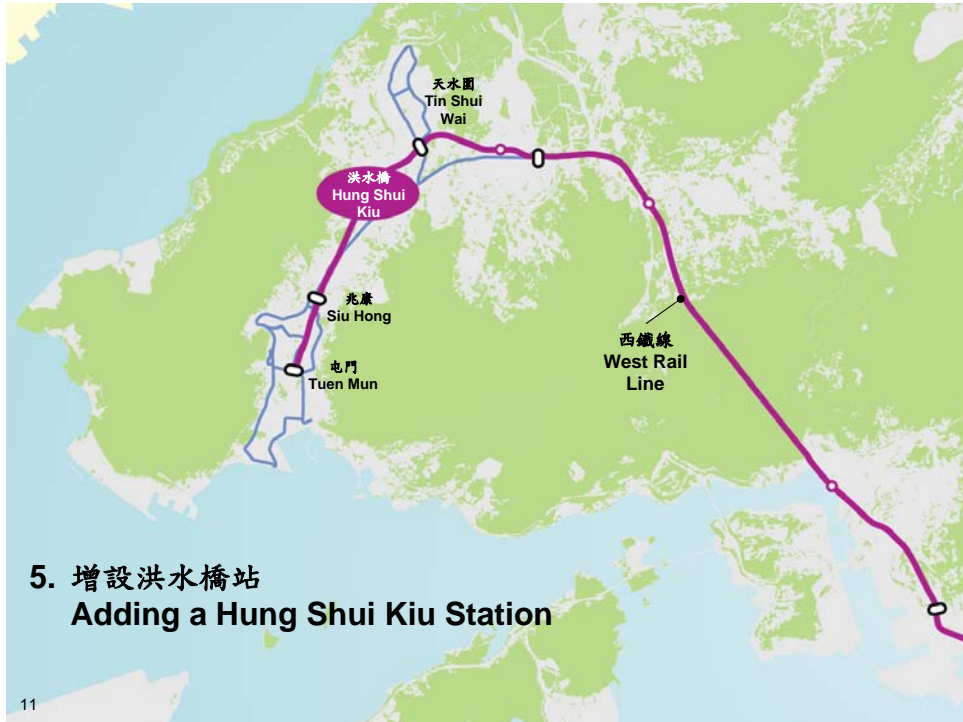 天水圍
Tin Shui
Wai
洪水橋
Hung Shui
Kiu
兆康
Siu Hong
屯門
Tuen Mun
西鐵線
West Rail
Line
5. 增設洪水橋站
Adding a Hung Shui Kiu Station
11